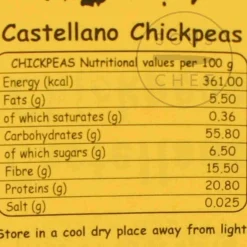 Castellano Chickpeas
CHICKPEAS Nutritional values per 100 g
Energy (kcal) 361,00
Fats (g) 5.50
of which saturates (g) 0.36
Carbohydrates (g) 55.80
of which sugars (g) 6.50
Fibre (g) 15.50
Proteins (g) 20.80
Salt (g) 0.025
Store in a cool dry place away from light